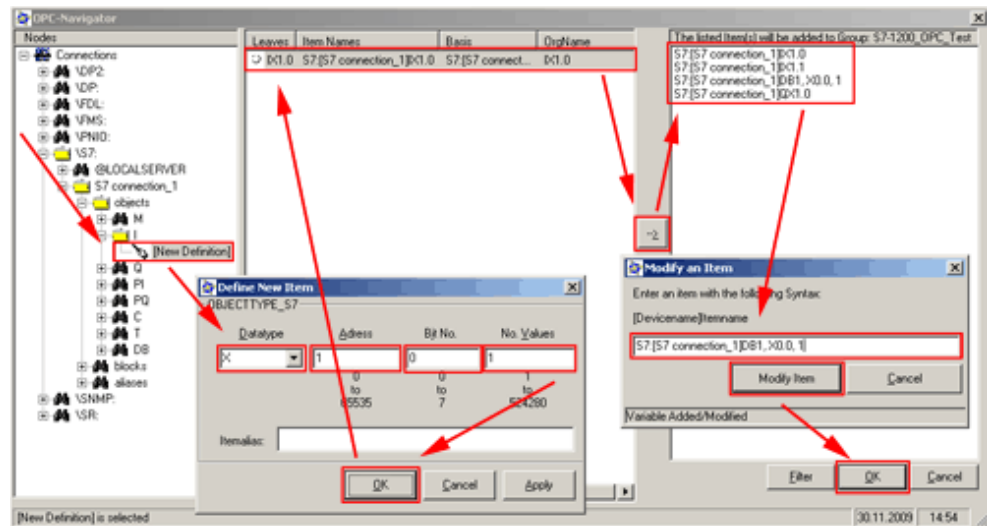 OPC-Navigator
Nodes
Connections
\DP2:
\DP:
\FDL:
\FMS:
\PNIO:
\S7:
@LOCALSERVER
S7 connection_1
objects
M
I
[New Definition]
Q
PI
PQ
C
T
DB
blocks
aliases
\SNMP:
\SR:
Leaves Item Names Basis OrgName
IX1.0 S7:[S7 connection_1]IX1.0 S7:[S7 connect... IX1.0
The listed Item(s) will be added to Group: S7-1200_OPC_Test
S7:[S7 connection_1]IX1.0
S7:[S7 connection_1]IX1.1
S7:[S7 connection_1]DB1, X0.0, 1
S7:[S7 connection_1]QX1.0
-->
Define New Item
OBJECTTYPE_S7
Datatype Adress Bit No. No. Values
X 1 0 1
0 0 1
to to to
65535 7 524280
Itemalias:
OK Cancel Apply
Modify an Item
Enter an item with the following Syntax:
[Devicename]Itemname
S7:[S7 connection_1]DB1, X0.0, 1
Modify Item Cancel
Variable Added/Modified
Filter OK Cancel
[New Definition] is selected 30.11.2009 14:54